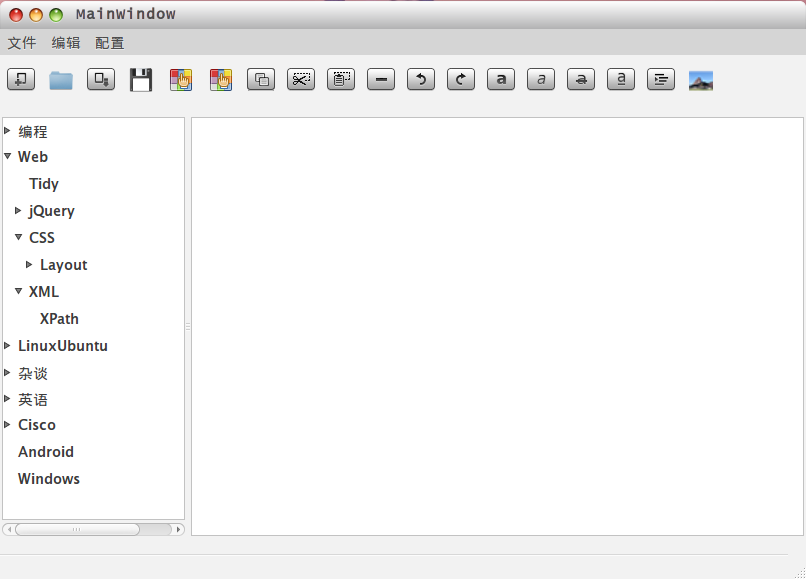 MainWindow
文件 编辑 配置
a a a a
编程
Web
Tidy
jQuery
CSS
Layout
XML
XPath
LinuxUbuntu
杂谈
英语
Cisco
Android
Windows